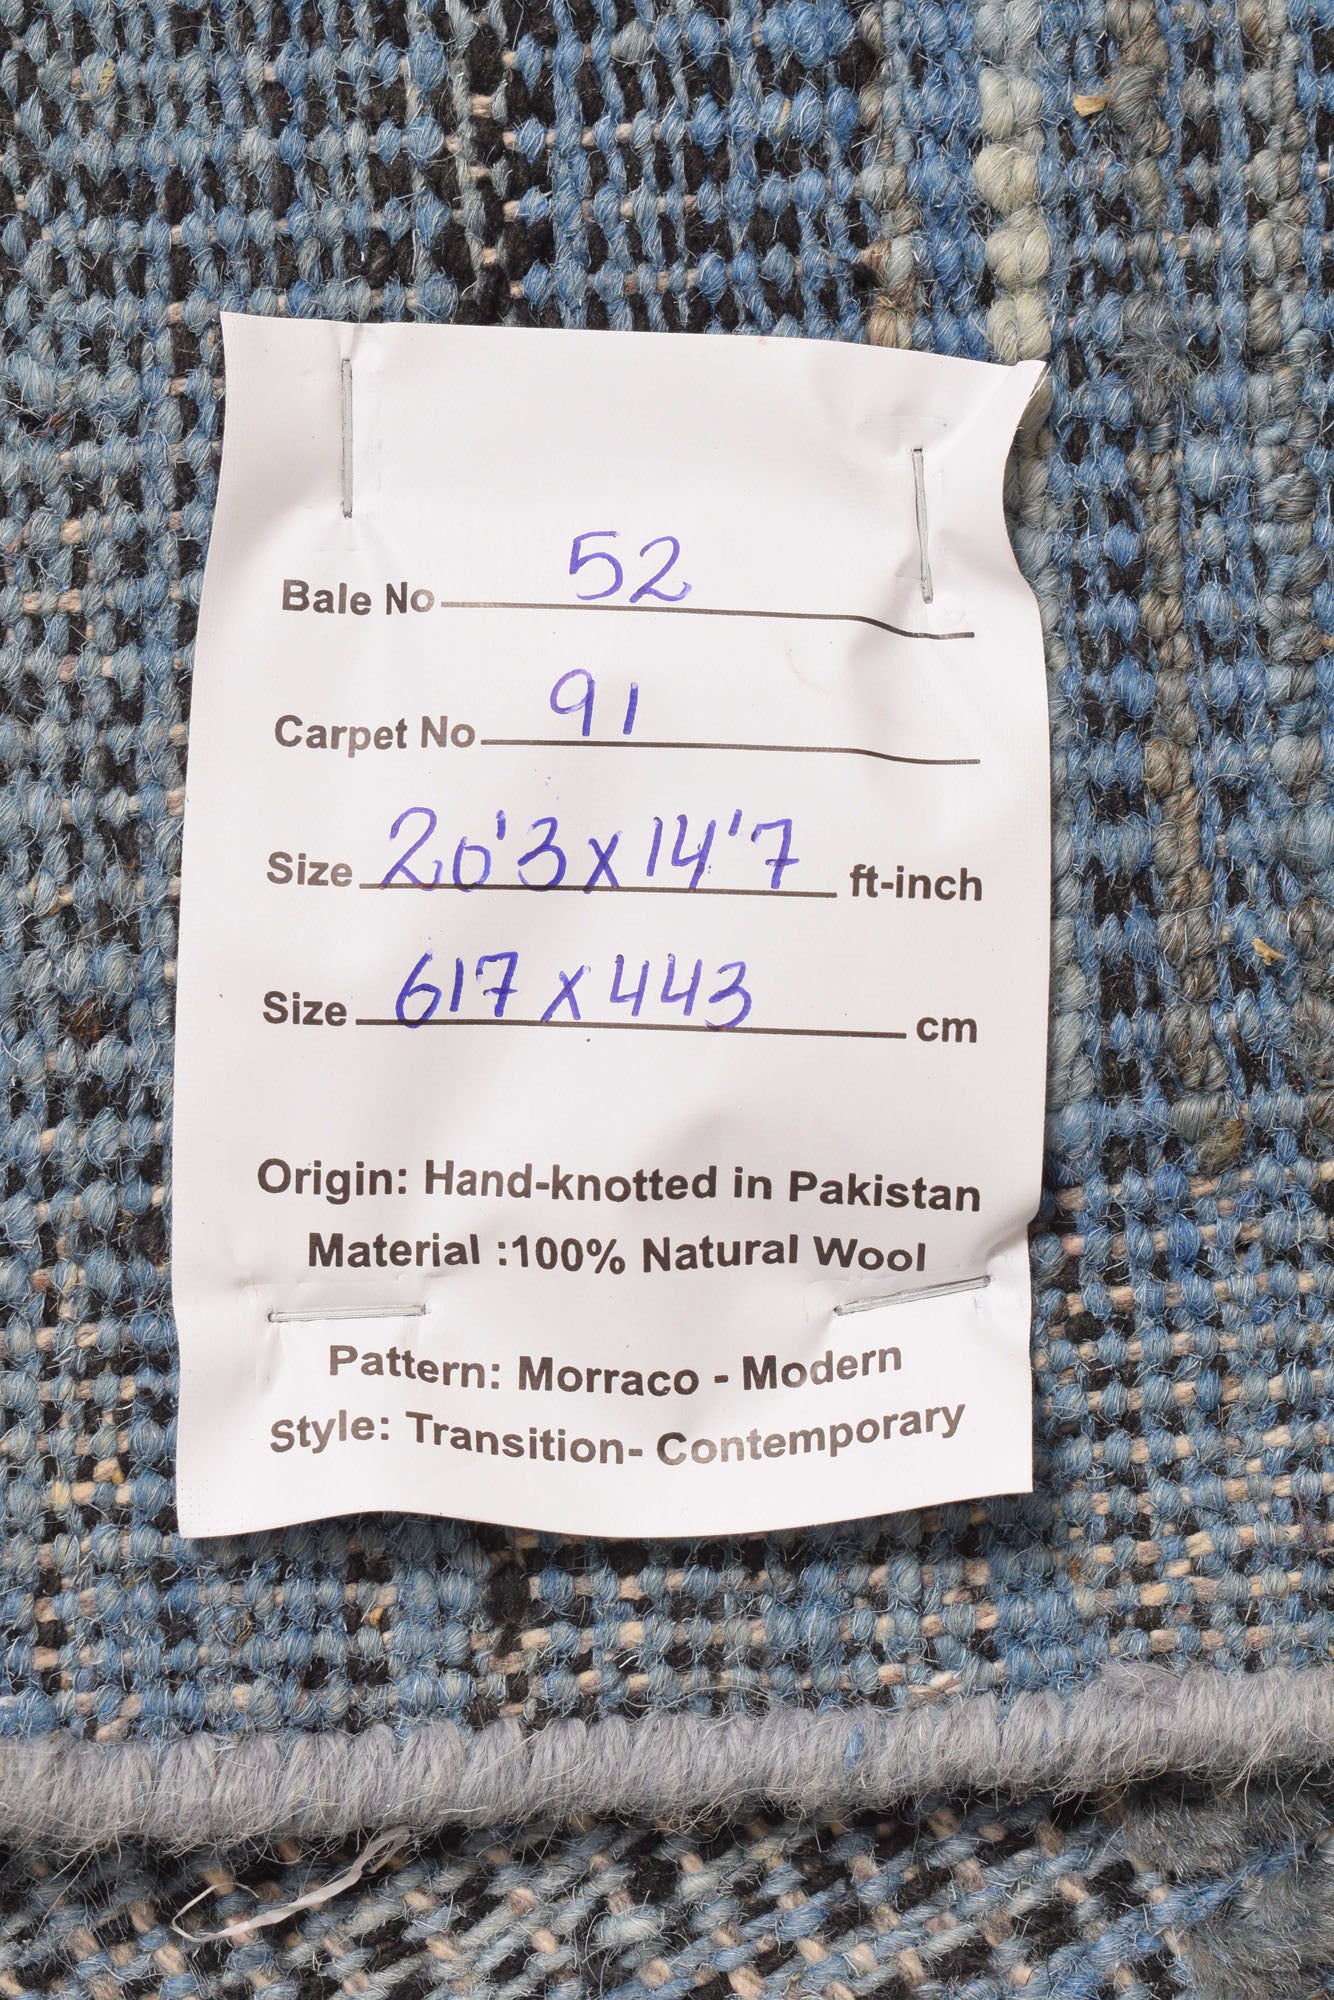 Bale No 52
Carpet No 91
Size 20'3 x 14'7 ft-inch
Size 617 x 443 cm
Origin: Hand-knotted in Pakistan
Material :100% Natural Wool
Pattern: Morraco - Modern
Style: Transition- Contemporary